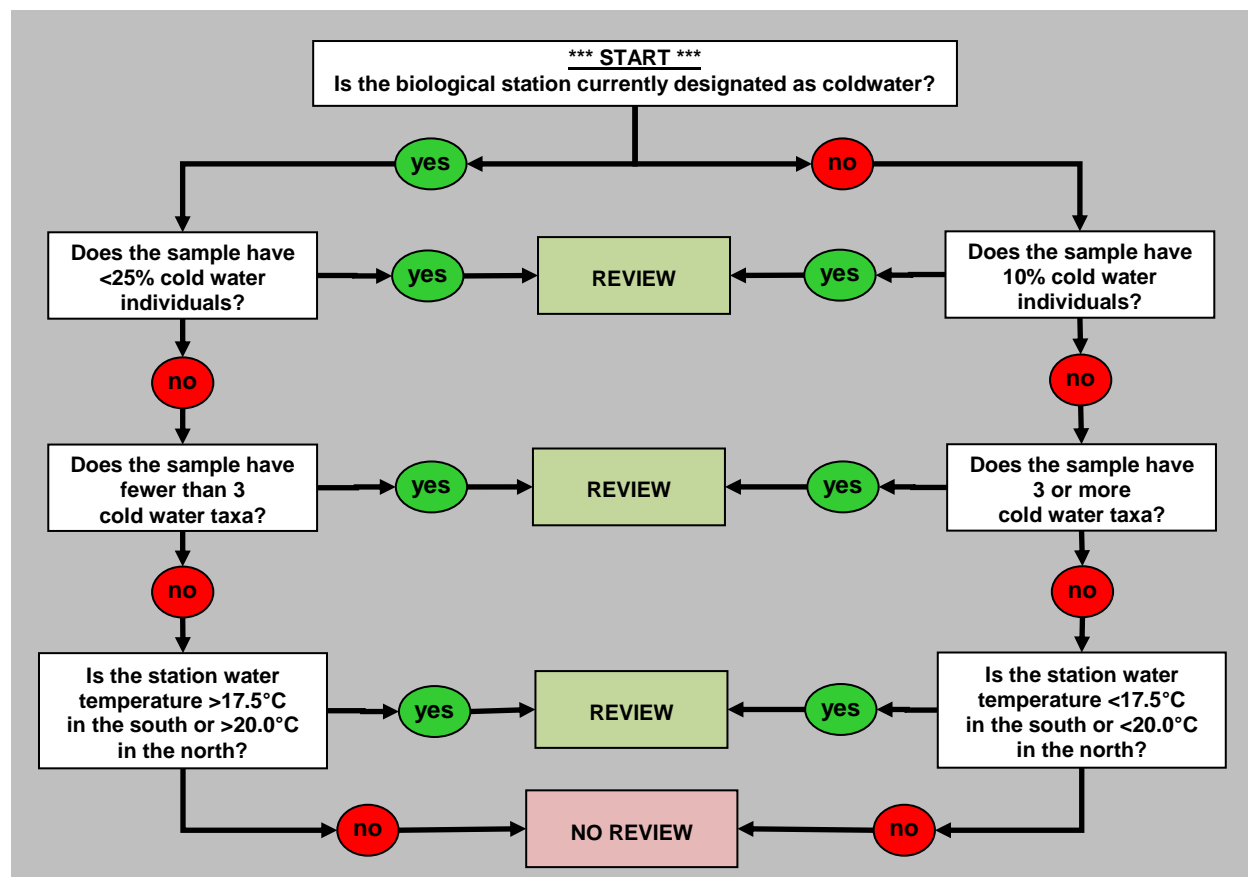 *** START ***
Is the biological station currently designated as coldwater?
yes
no
Does the sample have
<25% cold water
individuals?
yes
REVIEW
yes
Does the sample have
10% cold water
individuals?
no
no
Does the sample have
fewer than 3
cold water taxa?
yes
REVIEW
yes
Does the sample have
3 or more
cold water taxa?
no
no
Is the station water
temperature >17.5°C
in the south or >20.0°C
in the north?
yes
REVIEW
yes
Is the station water
temperature <17.5°C
in the south or <20.0°C
in the north?
no
NO REVIEW
no